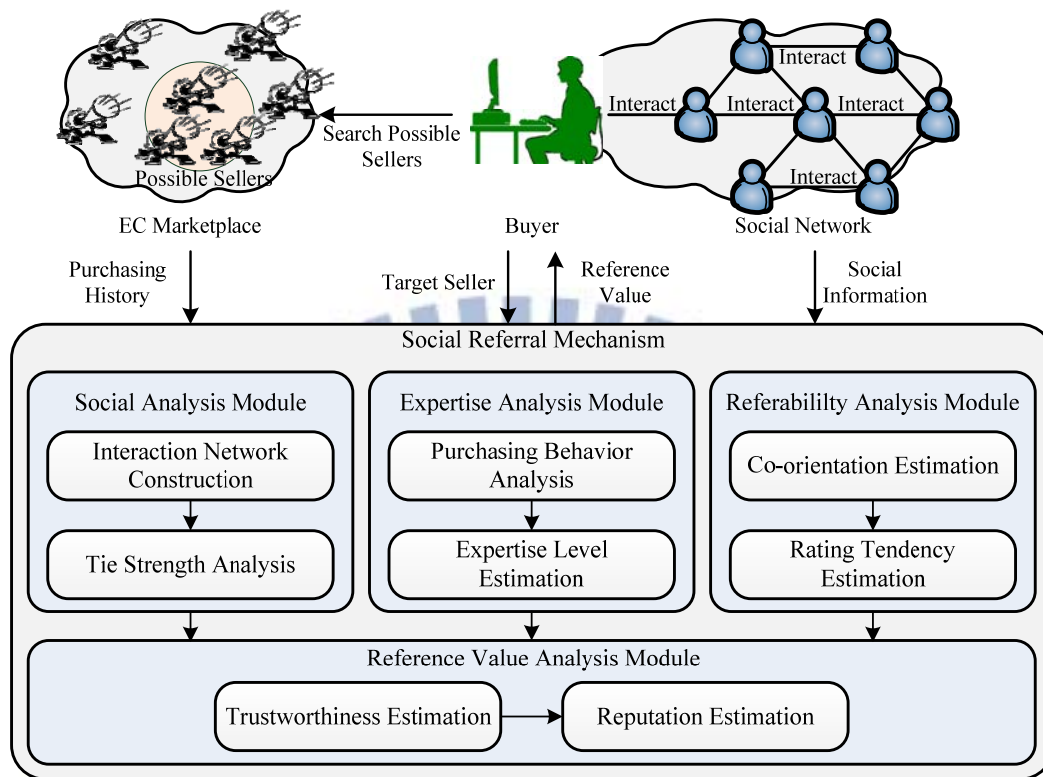 Interact
Interact
Interact
Interact
Search Possible
Sellers
Possible Sellers
Interact
EC Marketplace
Buyer
Social Network
Purchasing
History
Target Seller
Reference
Value
Social
Information
Social Referral Mechanism
Social Analysis Module
Interaction Network
Construction
Tie Strength Analysis
Expertise Analysis Module
Purchasing Behavior
Analysis
Expertise Level
Estimation
Referabililty Analysis Module
Co-orientation Estimation
Rating Tendency
Estimation
Reference Value Analysis Module
Trustworthiness Estimation
Reputation Estimation